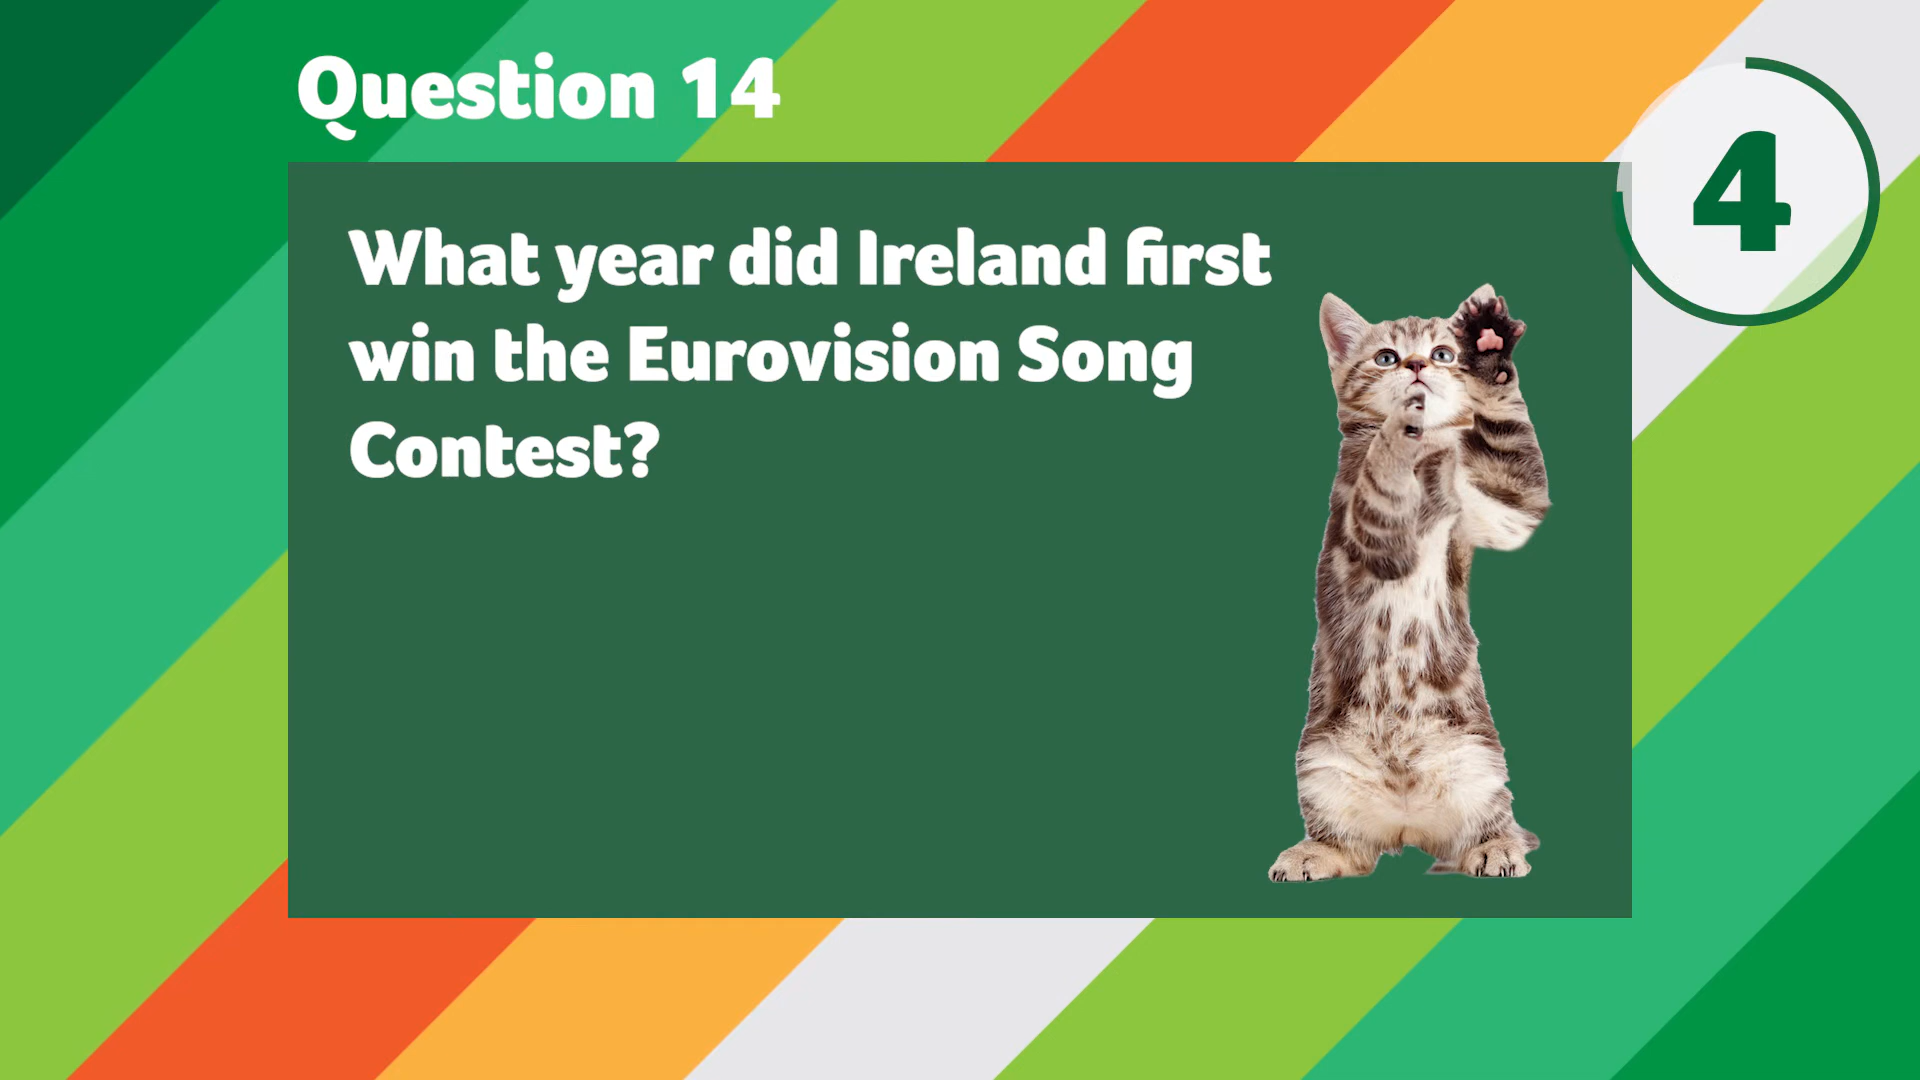 Question 14
4
What year did Ireland first
win the Eurovision Song
Contest?